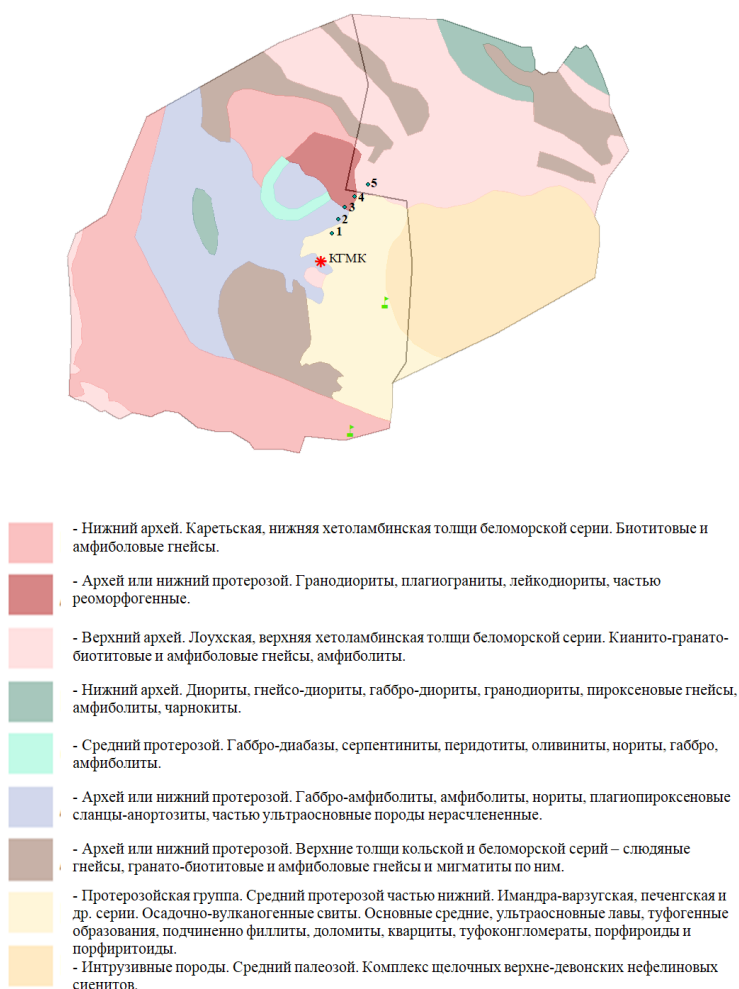 5
4
3
2
1
КГМК
- Нижний архей. Каретьская, нижняя хетоламбинская толщи беломорской серии. Биотитовые и
амфиболовые гнейсы.
- Архей или нижний протерозой. Гранодиориты, плагиограниты, лейкодиориты, частью
реоморфогенные.
- Верхний архей. Лоухская, верхняя хетоламбинская толщи беломорской серии. Кианито-гранато-
биотитовые и амфиболовые гнейсы, амфиболиты.
- Нижний архей. Диориты, гнейсо-диориты, габбро-диориты, гранодиориты, пироксеновые гнейсы,
амфиболиты, чарнокиты.
- Средний протерозой. Габбро-диабазы, серпентиниты, перидотиты, оливиниты, нориты, габбро,
амфиболиты.
- Архей или нижний протерозой. Габбро-амфиболиты, амфиболиты, нориты, плагиопироксеновые
сланцы-анортозиты, частью ультраосновные породы нерасчлененные.
- Архей или нижний протерозой. Верхние толщи кольской и беломорской серий – слюдяные
гнейсы, гранато-биотитовые и амфиболовые гнейсы и мигматиты по ним.
- Протерозойская группа. Средний протерозой частью нижний. Имандра-варзугская, печенгская и
др. серии. Осадочно-вулканогенные свиты. Основные средние, ультраосновные лавы, туфогенные
образования, подчиненно филлиты, доломиты, кварциты, туфоконгломераты, порфироиды и
порфиритоиды.
- Интрузивные породы. Средний палеозой. Комплекс щелочных верхне-девонских нефелиновых
сиенитов.